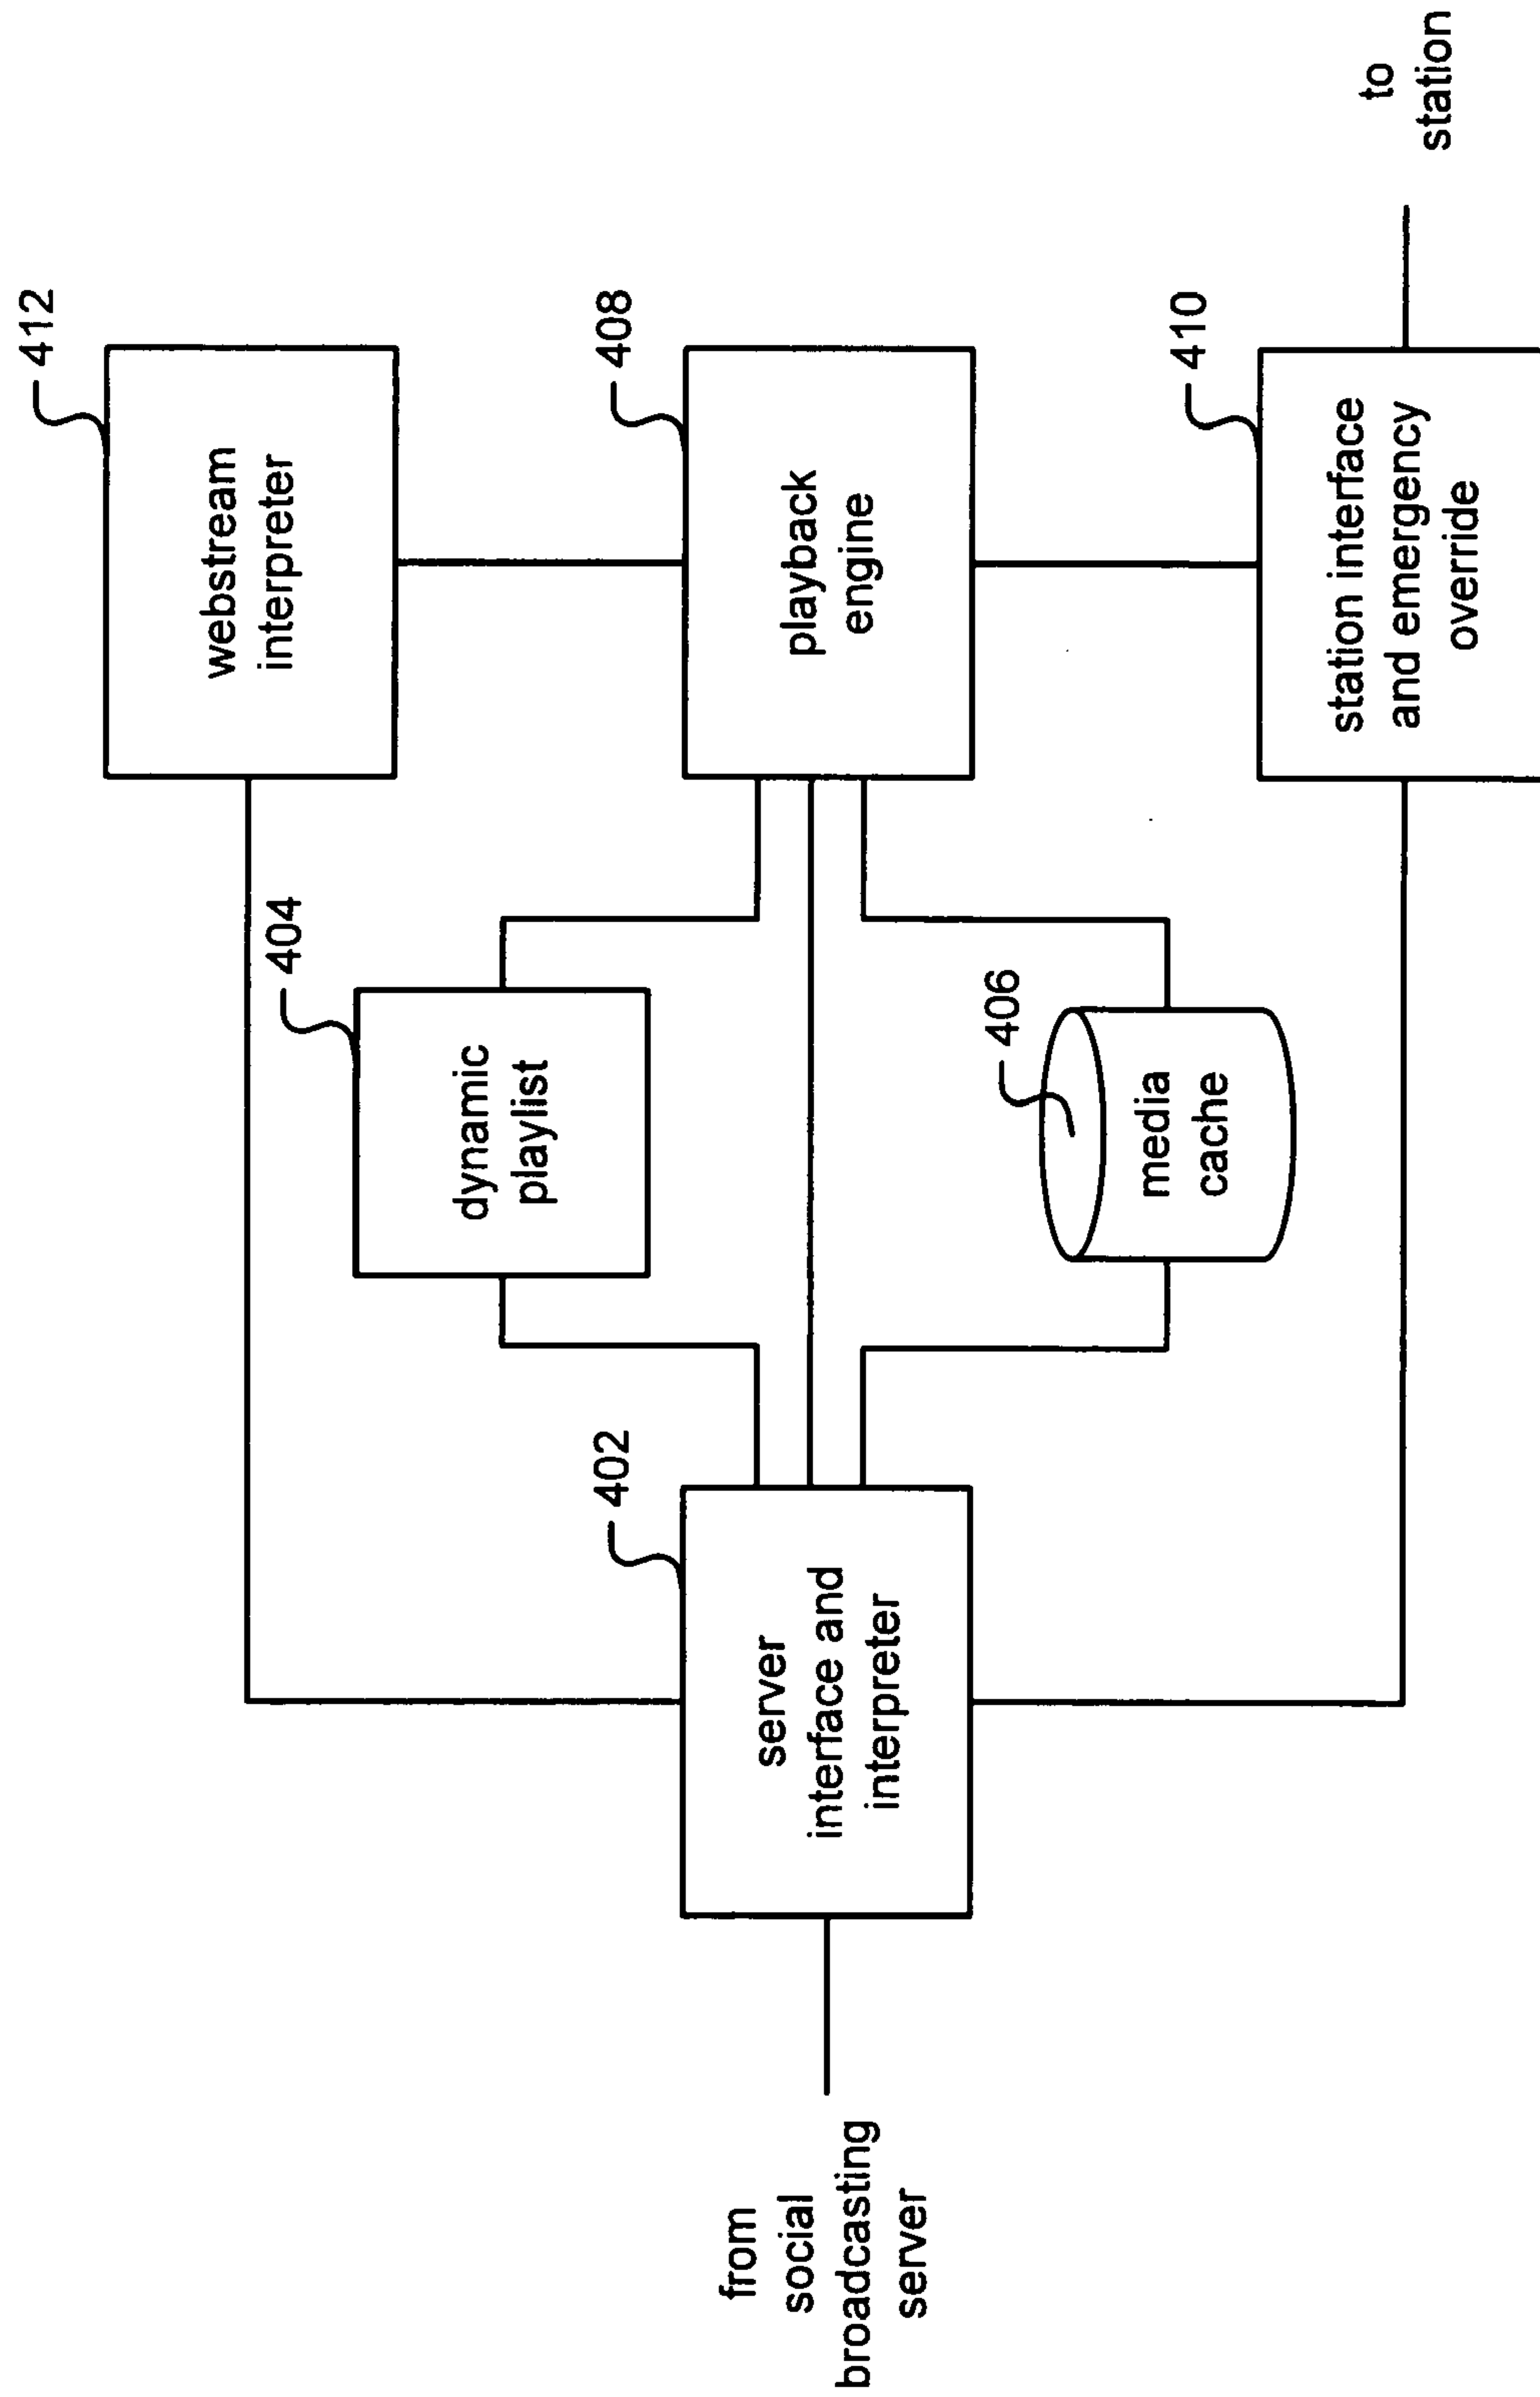 412
webstream
interpreter
404
dynamic
playlist
408
playback
engine
402
server
interface and
interpreter
406
media
cache
410
station interface
and emergency
override
from
social
broadcasting
server
to
station